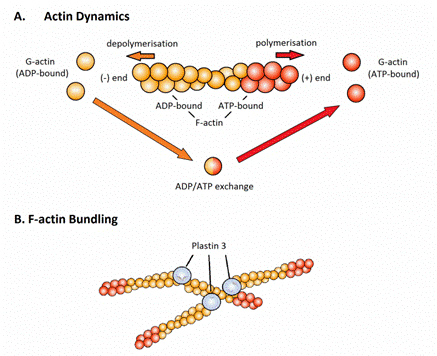 A. Actin Dynamics
depolymerisation
polymerisation
G-actin
(ADP-bound)
(-) end
(+) end
G-actin
(ATP-bound)
ADP-bound
ATP-bound
F-actin
ADP/ATP exchange
B. F-actin Bundling
Plastin 3